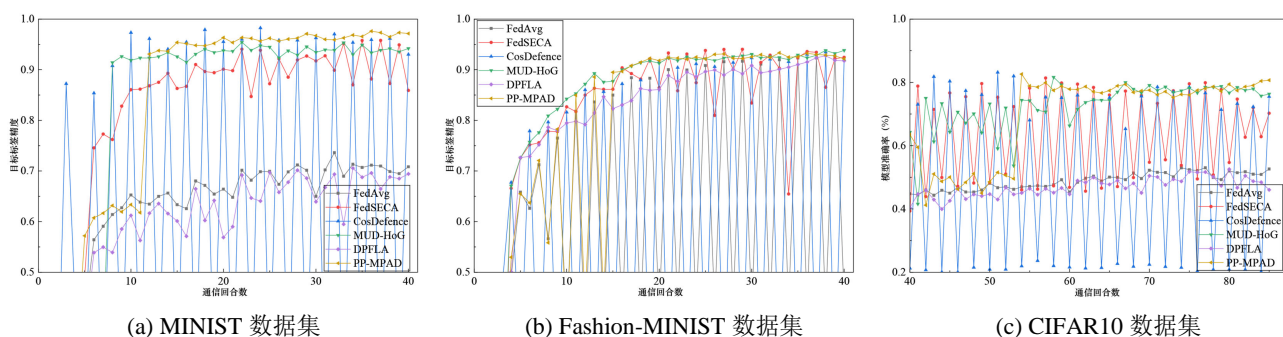 目标标签精度
1.0
0.9
0.8
0.7
0.6
0.5
0
10
20
30
40
通信回合数
FedAvg
FedSECA
CosDefence
MUD-HoG
DPFLA
PP-MPAD
(a) MINIST 数据集
目标标签精度
1.0
0.9
0.8
0.7
0.6
0.5
0
10
20
30
40
通信回合数
FedAvg
FedSECA
CosDefence
MUD-HoG
DPFLA
PP-MPAD
(b) Fashion-MINIST 数据集
模型准确率 (%)
1.0
0.8
0.6
0.4
0.2
40
50
60
70
80
通信回合数
FedAvg
FedSECA
CosDefence
MUD-HoG
DPFLA
PP-MPAD
(c) CIFAR10 数据集